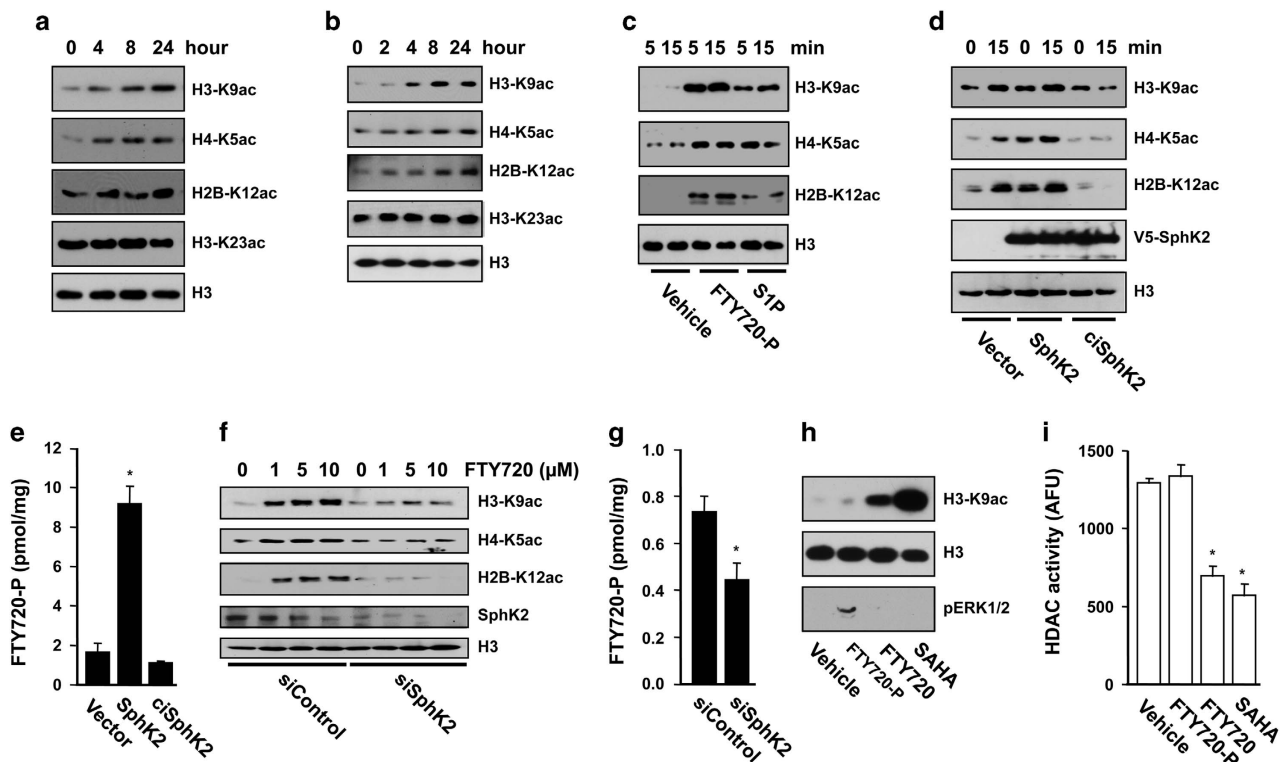 a
0 4 8 24 hour
H3-K9ac
H4-K5ac
H2B-K12ac
H3-K23ac
H3
b
0 2 4 8 24 hour
H3-K9ac
H4-K5ac
H2B-K12ac
H3-K23ac
H3
c
5 15 5 15 5 15 min
H3-K9ac
H4-K5ac
H2B-K12ac
H3
Vehicle
FTY720-P
S1P
d
0 15 0 15 0 15 min
H3-K9ac
H4-K5ac
H2B-K12ac
V5-SphK2
H3
Vector
SphK2
ciSphK2
e
FTY720-P (pmol/mg)
12
10
8
6
4
2
0
*
Vector
SphK2
ciSphK2
f
0 1 5 10 0 1 5 10 FTY720 (µM)
H3-K9ac
H4-K5ac
H2B-K12ac
SphK2
H3
siControl
siSphK2
g
FTY720-P (pmol/mg)
1.0
0.8
0.6
0.4
0.2
0.0
*
siControl
siSphK2
h
H3-K9ac
H3
pERK1/2
Vehicle
FTY720-P
FTY720
SAHA
i
HDAC activity (AFU)
1500
1000
500
0
*
*
Vehicle
FTY720-P
FTY720
SAHA